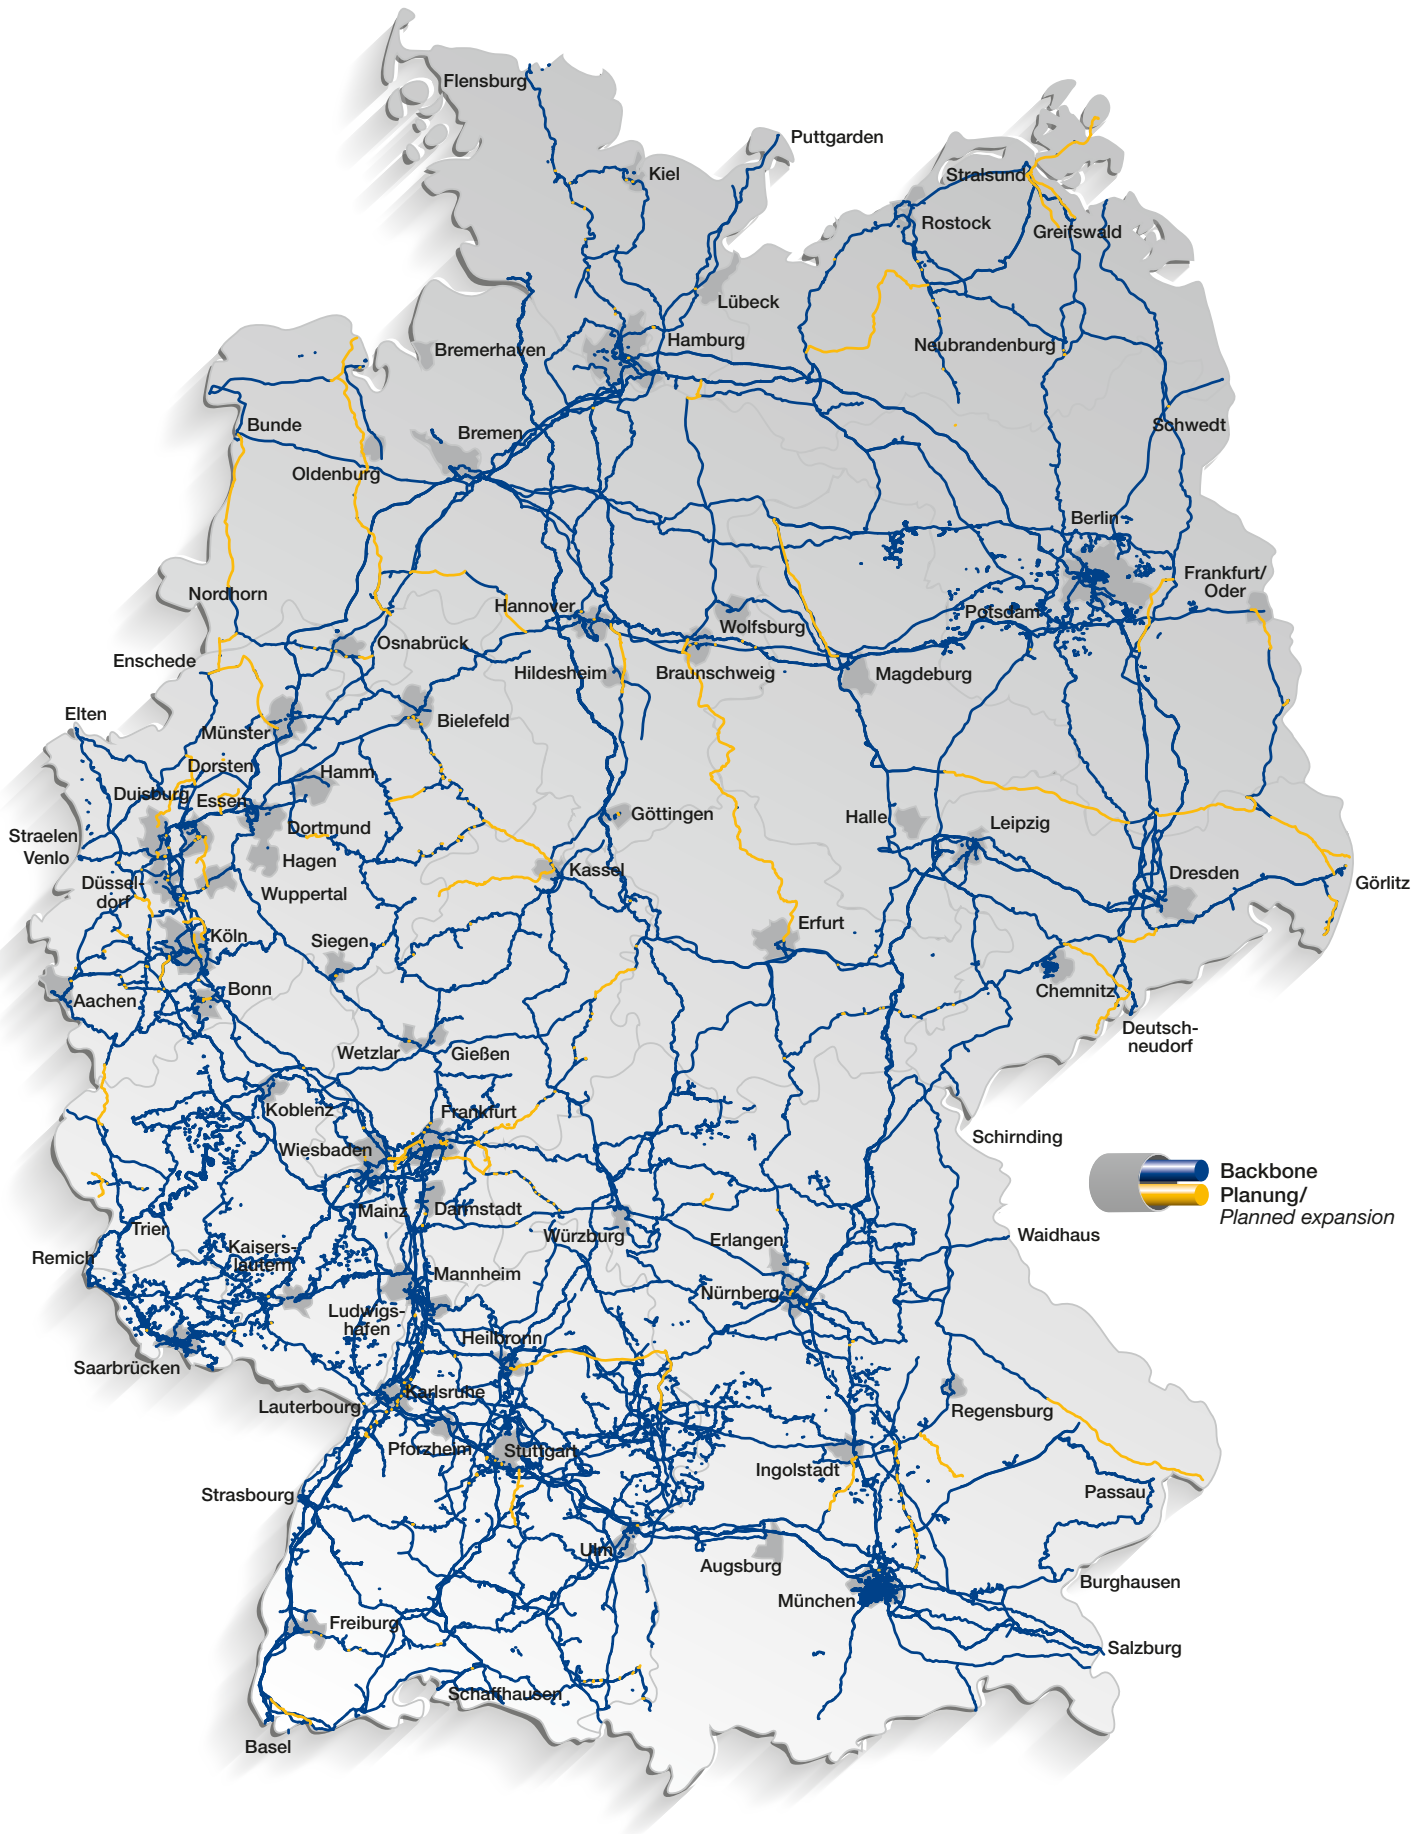 Flensburg
Puttgarden
Kiel
Stralsund
Rostock
Greifswald
Lübeck
Hamburg
Bremerhaven
Neubrandenburg
Bunde
Bremen
Schwedt
Oldenburg
Berlin
Frankfurt/
Oder
Nordhorn
Hannover
Potsdam
Wolfsburg
Osnabrück
Enschede
Hildesheim
Braunschweig
Magdeburg
Elten
Bielefeld
Münster
Dorsten
Hamm
Duisburg
Essen
Göttingen
Halle
Leipzig
Dortmund
Straelen
Venlo
Hagen
Kassel
Dresden
Düssel-
dorf
Görlitz
Wuppertal
Erfurt
Köln
Siegen
Bonn
Chemnitz
Aachen
Deutsch-
neudorf
Wetzlar
Gießen
Koblenz
Frankfurt
Schirnding
Wiesbaden
Backbone
Planung/
Planned expansion
Mainz
Darmstadt
Trier
Würzburg
Erlangen
Waidhaus
Kaisers-
lautern
Remich
Mannheim
Nürnberg
Ludwigs-
hafen
Heilbronn
Saarbrücken
Karlsruhe
Lauterbourg
Regensburg
Pforzheim
Stuttgart
Ingolstadt
Strasbourg
Passau
Ulm
Augsburg
Burghausen
München
Freiburg
Salzburg
Schaffhausen
Basel